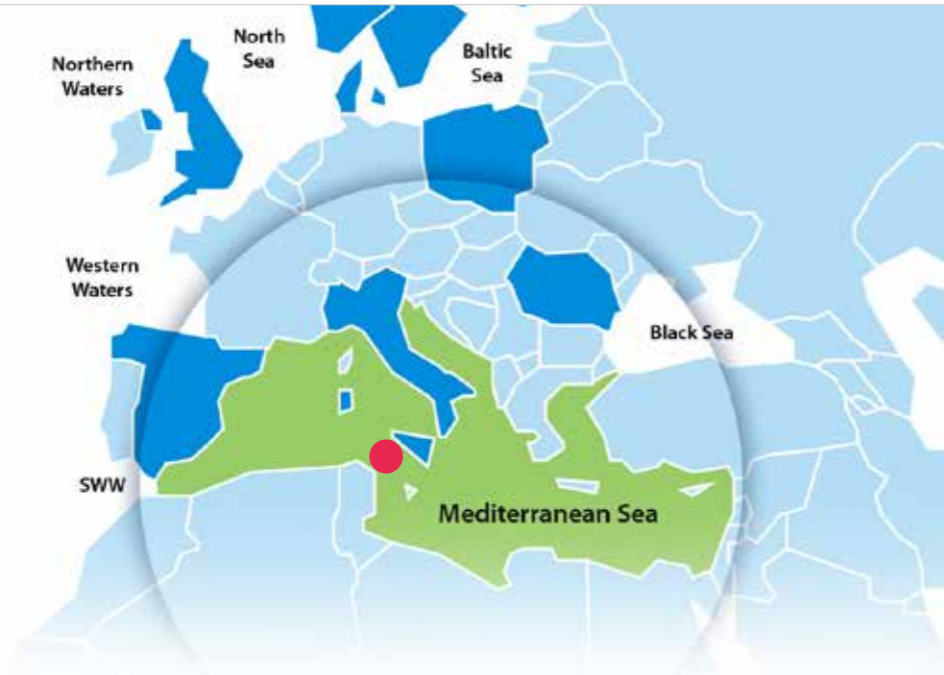 North
Sea
Baltic
Sea
Northern
Waters
Western
Waters
Black Sea
SWW
Mediterranean Sea